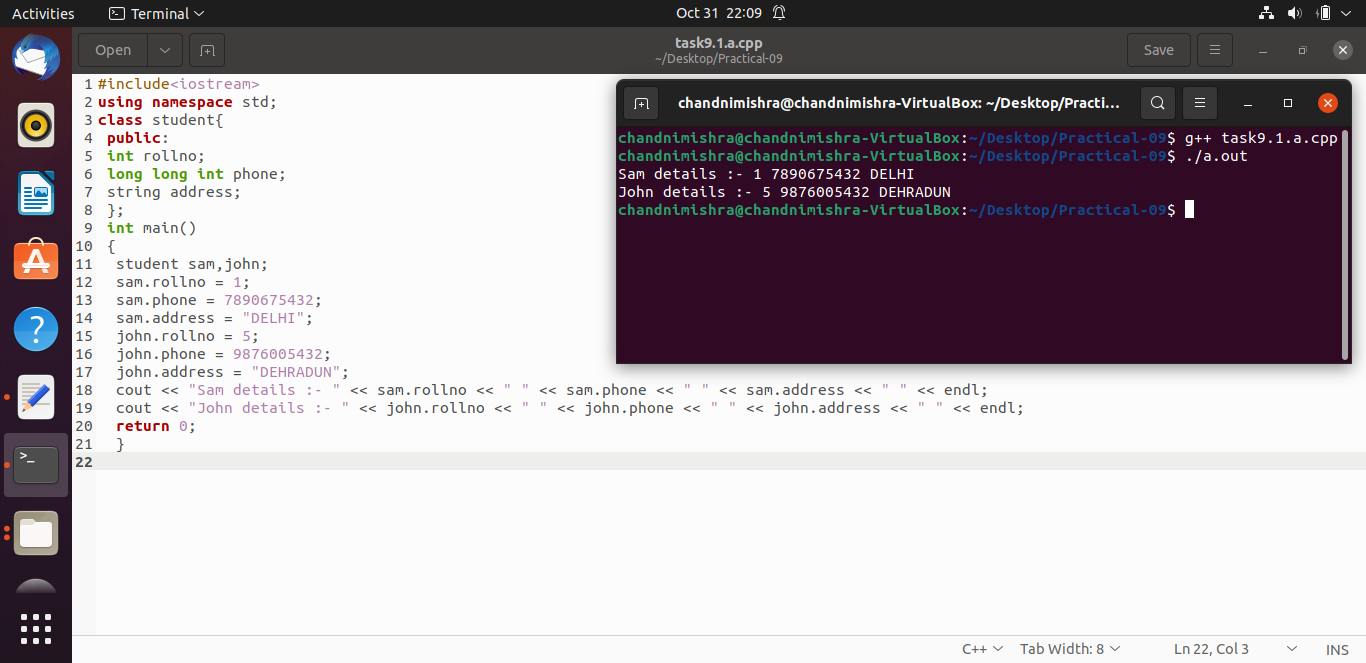 Activities
Terminal
Oct 31 22:09
Open
task9.1.a.cpp
~/Desktop/Practical-09
Save
1 #include<iostream>
2 using namespace std;
3 class student{
4 public:
5 int rollno;
6 long long int phone;
7 string address;
8 };
9 int main()
10 {
11 student sam,john;
12 sam.rollno = 1;
13 sam.phone = 7890675432;
14 sam.address = "DELHI";
15 john.rollno = 5;
16 john.phone = 9876005432;
17 john.address = "DEHRADUN";
18 cout << "Sam details :- " << sam.rollno << " " << sam.phone << " " << sam.address << " " << endl;
19 cout << "John details :- " << john.rollno << " " << john.phone << " " << john.address << " " << endl;
20 return 0;
21 }
22
chandnimishra@chandnimishra-VirtualBox: ~/Desktop/Practi...
chandnimishra@chandnimishra-VirtualBox:~/Desktop/Practical-09$ g++ task9.1.a.cpp
chandnimishra@chandnimishra-VirtualBox:~/Desktop/Practical-09$ ./a.out
Sam details :- 1 7890675432 DELHI
John details :- 5 9876005432 DEHRADUN
chandnimishra@chandnimishra-VirtualBox:~/Desktop/Practical-09$
C++
Tab Width: 8
Ln 22, Col 3
INS